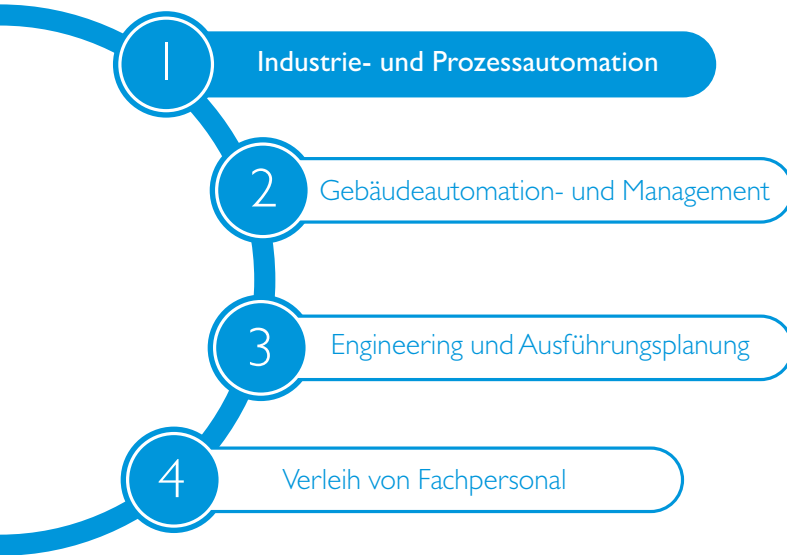 1 Industrie- und Prozessautomation
2 Gebäudeautomation- und Management
3 Engineering und Ausführungsplanung
4 Verleih von Fachpersonal